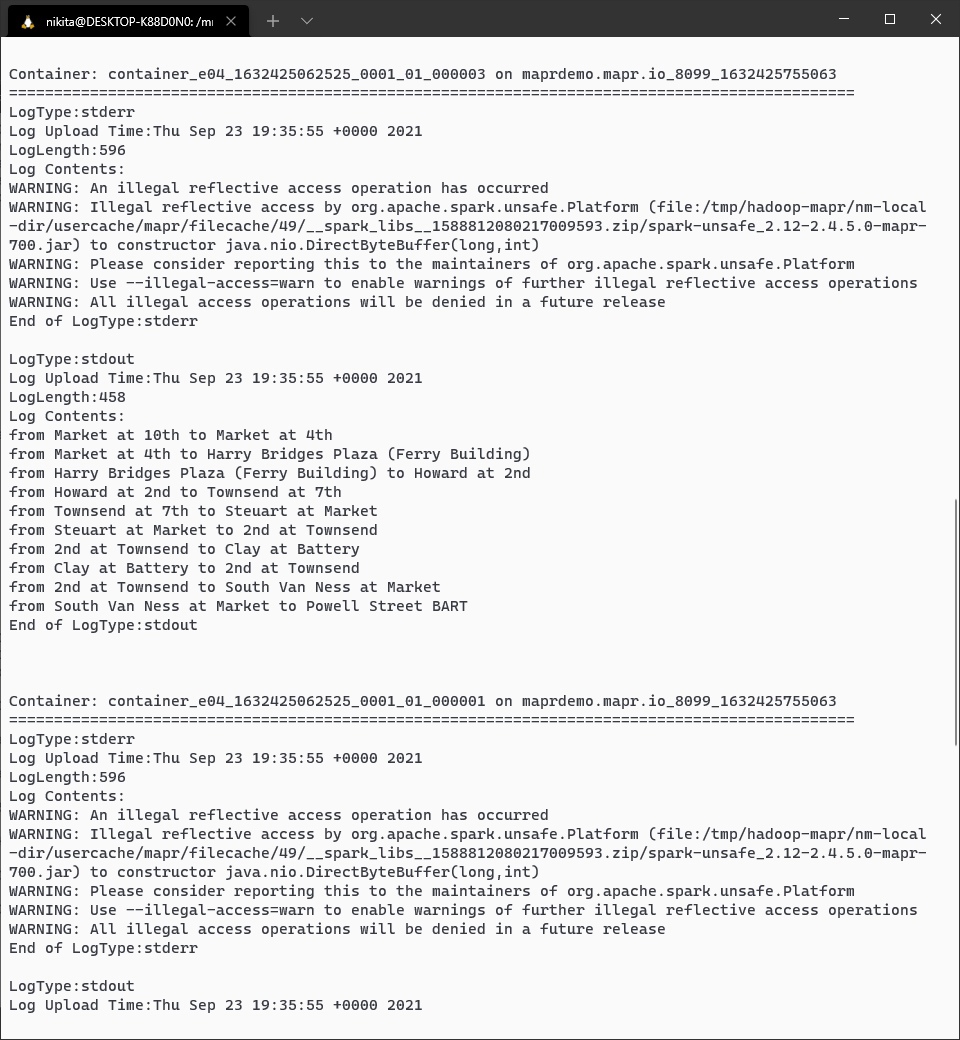 nikita@DESKTOP-K88D0N0: /m
Container: container_e04_1632425062525_0001_01_000003 on maprdemo.mapr.io_8099_1632425755063
==============================================================================================
LogType:stderr
Log Upload Time:Thu Sep 23 19:35:55 +0000 2021
LogLength:596
Log Contents:
WARNING: An illegal reflective access operation has occurred
WARNING: Illegal reflective access by org.apache.spark.unsafe.Platform (file:/tmp/hadoop-mapr/nm-local
-dir/usercache/mapr/filecache/49/__spark_libs__1588812080217009593.zip/spark-unsafe_2.12-2.4.5.0-mapr-
700.jar) to constructor java.nio.DirectByteBuffer(long,int)
WARNING: Please consider reporting this to the maintainers of org.apache.spark.unsafe.Platform
WARNING: Use --illegal-access=warn to enable warnings of further illegal reflective access operations
WARNING: All illegal access operations will be denied in a future release
End of LogType:stderr
LogType:stdout
Log Upload Time:Thu Sep 23 19:35:55 +0000 2021
LogLength:458
Log Contents:
from Market at 10th to Market at 4th
from Market at 4th to Harry Bridges Plaza (Ferry Building)
from Harry Bridges Plaza (Ferry Building) to Howard at 2nd
from Howard at 2nd to Townsend at 7th
from Townsend at 7th to Steuart at Market
from Steuart at Market to 2nd at Townsend
from 2nd at Townsend to Clay at Battery
from Clay at Battery to 2nd at Townsend
from 2nd at Townsend to South Van Ness at Market
from South Van Ness at Market to Powell Street BART
End of LogType:stdout
Container: container_e04_1632425062525_0001_01_000001 on maprdemo.mapr.io_8099_1632425755063
==============================================================================================
LogType:stderr
Log Upload Time:Thu Sep 23 19:35:55 +0000 2021
LogLength:596
Log Contents:
WARNING: An illegal reflective access operation has occurred
WARNING: Illegal reflective access by org.apache.spark.unsafe.Platform (file:/tmp/hadoop-mapr/nm-local
-dir/usercache/mapr/filecache/49/__spark_libs__1588812080217009593.zip/spark-unsafe_2.12-2.4.5.0-mapr-
700.jar) to constructor java.nio.DirectByteBuffer(long,int)
WARNING: Please consider reporting this to the maintainers of org.apache.spark.unsafe.Platform
WARNING: Use --illegal-access=warn to enable warnings of further illegal reflective access operations
WARNING: All illegal access operations will be denied in a future release
End of LogType:stderr
LogType:stdout
Log Upload Time:Thu Sep 23 19:35:55 +0000 2021